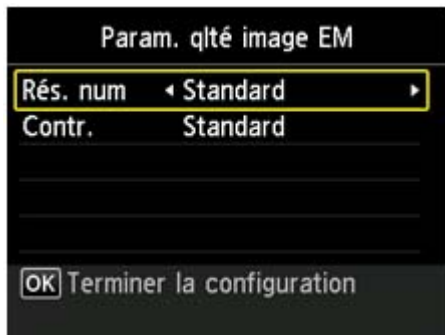 Param. qlté image EM
Rés. num Standard
Contr. Standard
OK Terminer la configuration